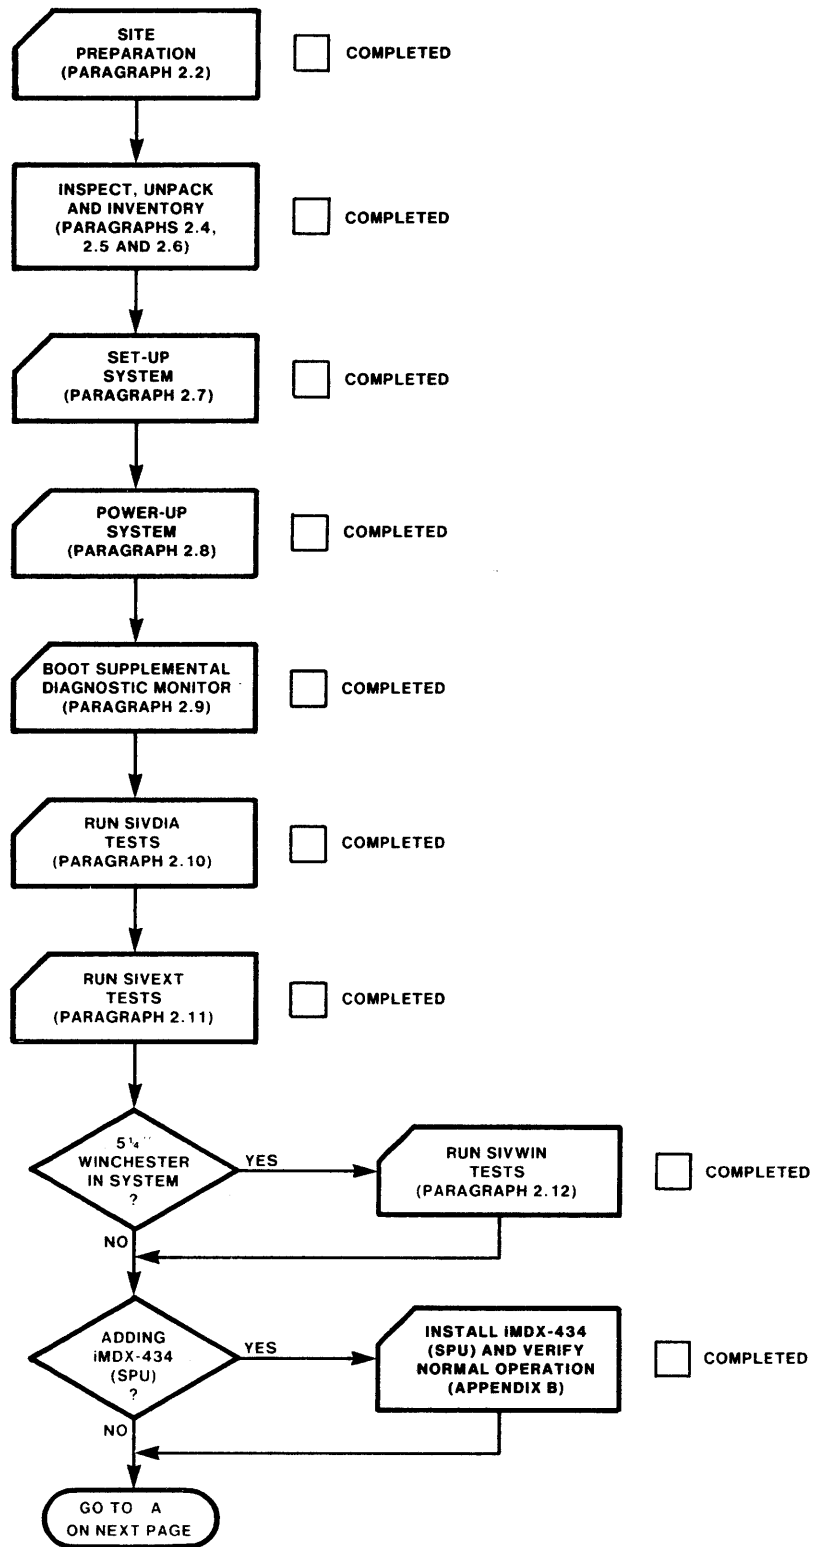 SITE
PREPARATION
(PARAGRAPH 2.2)
COMPLETED
INSPECT, UNPACK
AND INVENTORY
(PARAGRAPHS 2.4,
2.5 AND 2.6)
COMPLETED
SET-UP
SYSTEM
(PARAGRAPH 2.7)
COMPLETED
POWER-UP
SYSTEM
(PARAGRAPH 2.8)
COMPLETED
BOOT SUPPLEMENTAL
DIAGNOSTIC MONITOR
(PARAGRAPH 2.9)
COMPLETED
RUN SIVDIA
TESTS
(PARAGRAPH 2.10)
COMPLETED
RUN SIVEXT
TESTS
(PARAGRAPH 2.11)
COMPLETED
5¼"
WINCHESTER
IN SYSTEM
?
YES
RUN SIVWIN
TESTS
(PARAGRAPH 2.12)
COMPLETED
NO
ADDING
iMDX-434
(SPU)
?
YES
INSTALL iMDX-434
(SPU) AND VERIFY
NORMAL OPERATION
(APPENDIX B)
COMPLETED
NO
GO TO A
ON NEXT PAGE